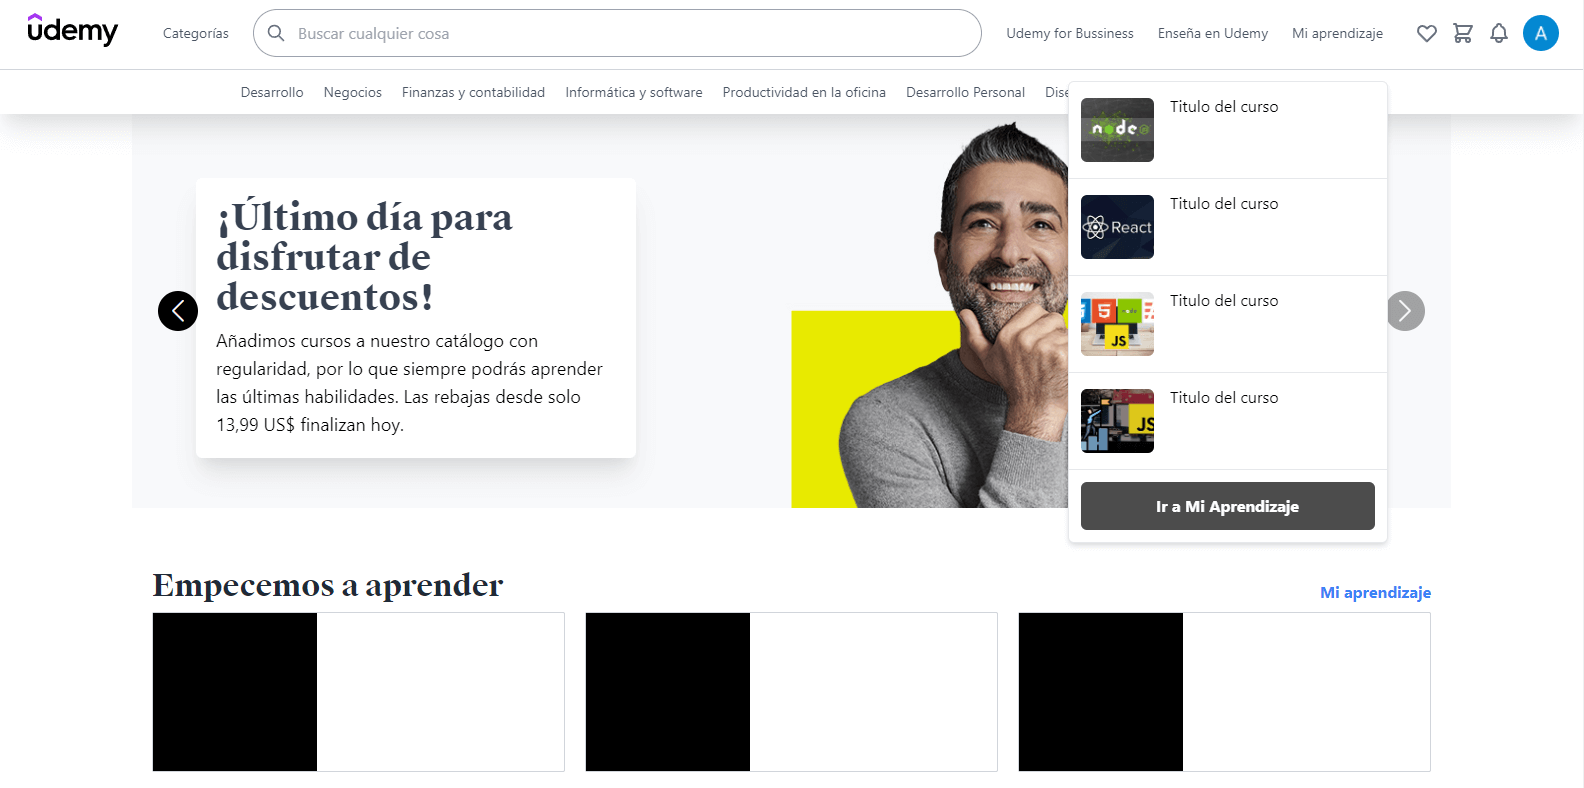 udemy
Categorías
Buscar cualquier cosa
Udemy for Bussiness
Enseña en Udemy
Mi aprendizaje
A
Desarrollo
Negocios
Finanzas y contabilidad
Informática y software
Productividad en la oficina
Desarrollo Personal
Dise
¡Último día para
disfrutar de
descuentos!
Añadimos cursos a nuestro catálogo con
regularidad, por lo que siempre podrás aprender
las últimas habilidades. Las rebajas desde solo
13,99 US$ finalizan hoy.
node
Titulo del curso
React
Titulo del curso
JS
Titulo del curso
JS
Titulo del curso
Ir a Mi Aprendizaje
Empecemos a aprender
Mi aprendizaje